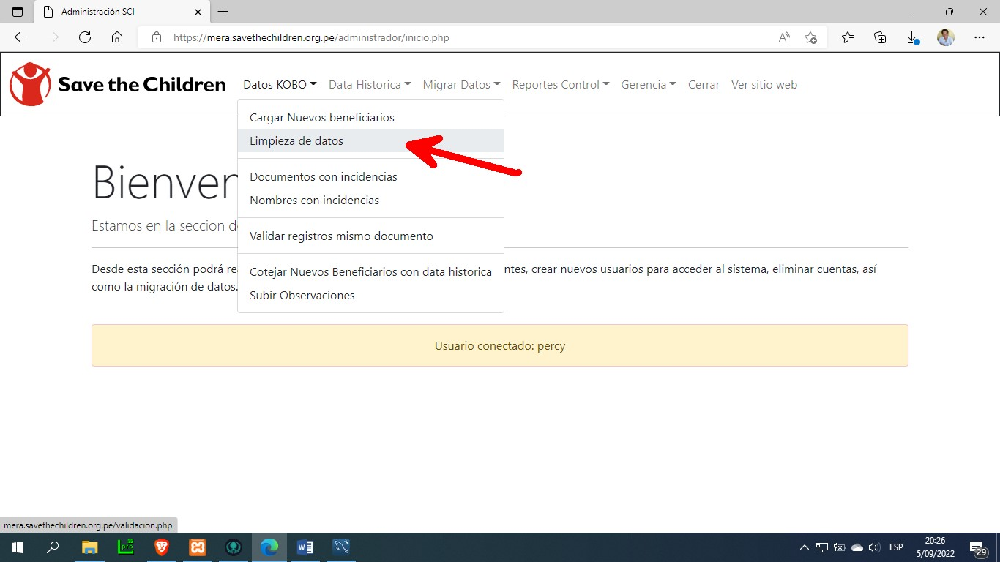 Administración SCI
https://mera.savethechildren.org.pe/administrador/inicio.php
Save the Children
Datos KOBO Data Historica Migrar Datos Reportes Control Gerencia Cerrar Ver sitio web
Cargar Nuevos beneficiarios
Limpieza de datos
Documentos con incidencias
Nombres con incidencias
Validar registros mismo documento
Cotejar Nuevos Beneficiarios con data historica
Subir Observaciones
Bienven
Estamos en la seccion d
Desde esta sección podrá re ntes, crear nuevos usuarios para acceder al sistema, eliminar cuentas, así
como la migración de datos.
Usuario conectado: percy
mera.savethechildren.org.pe/validacion.php
ESP
20:26
5/09/2022
29